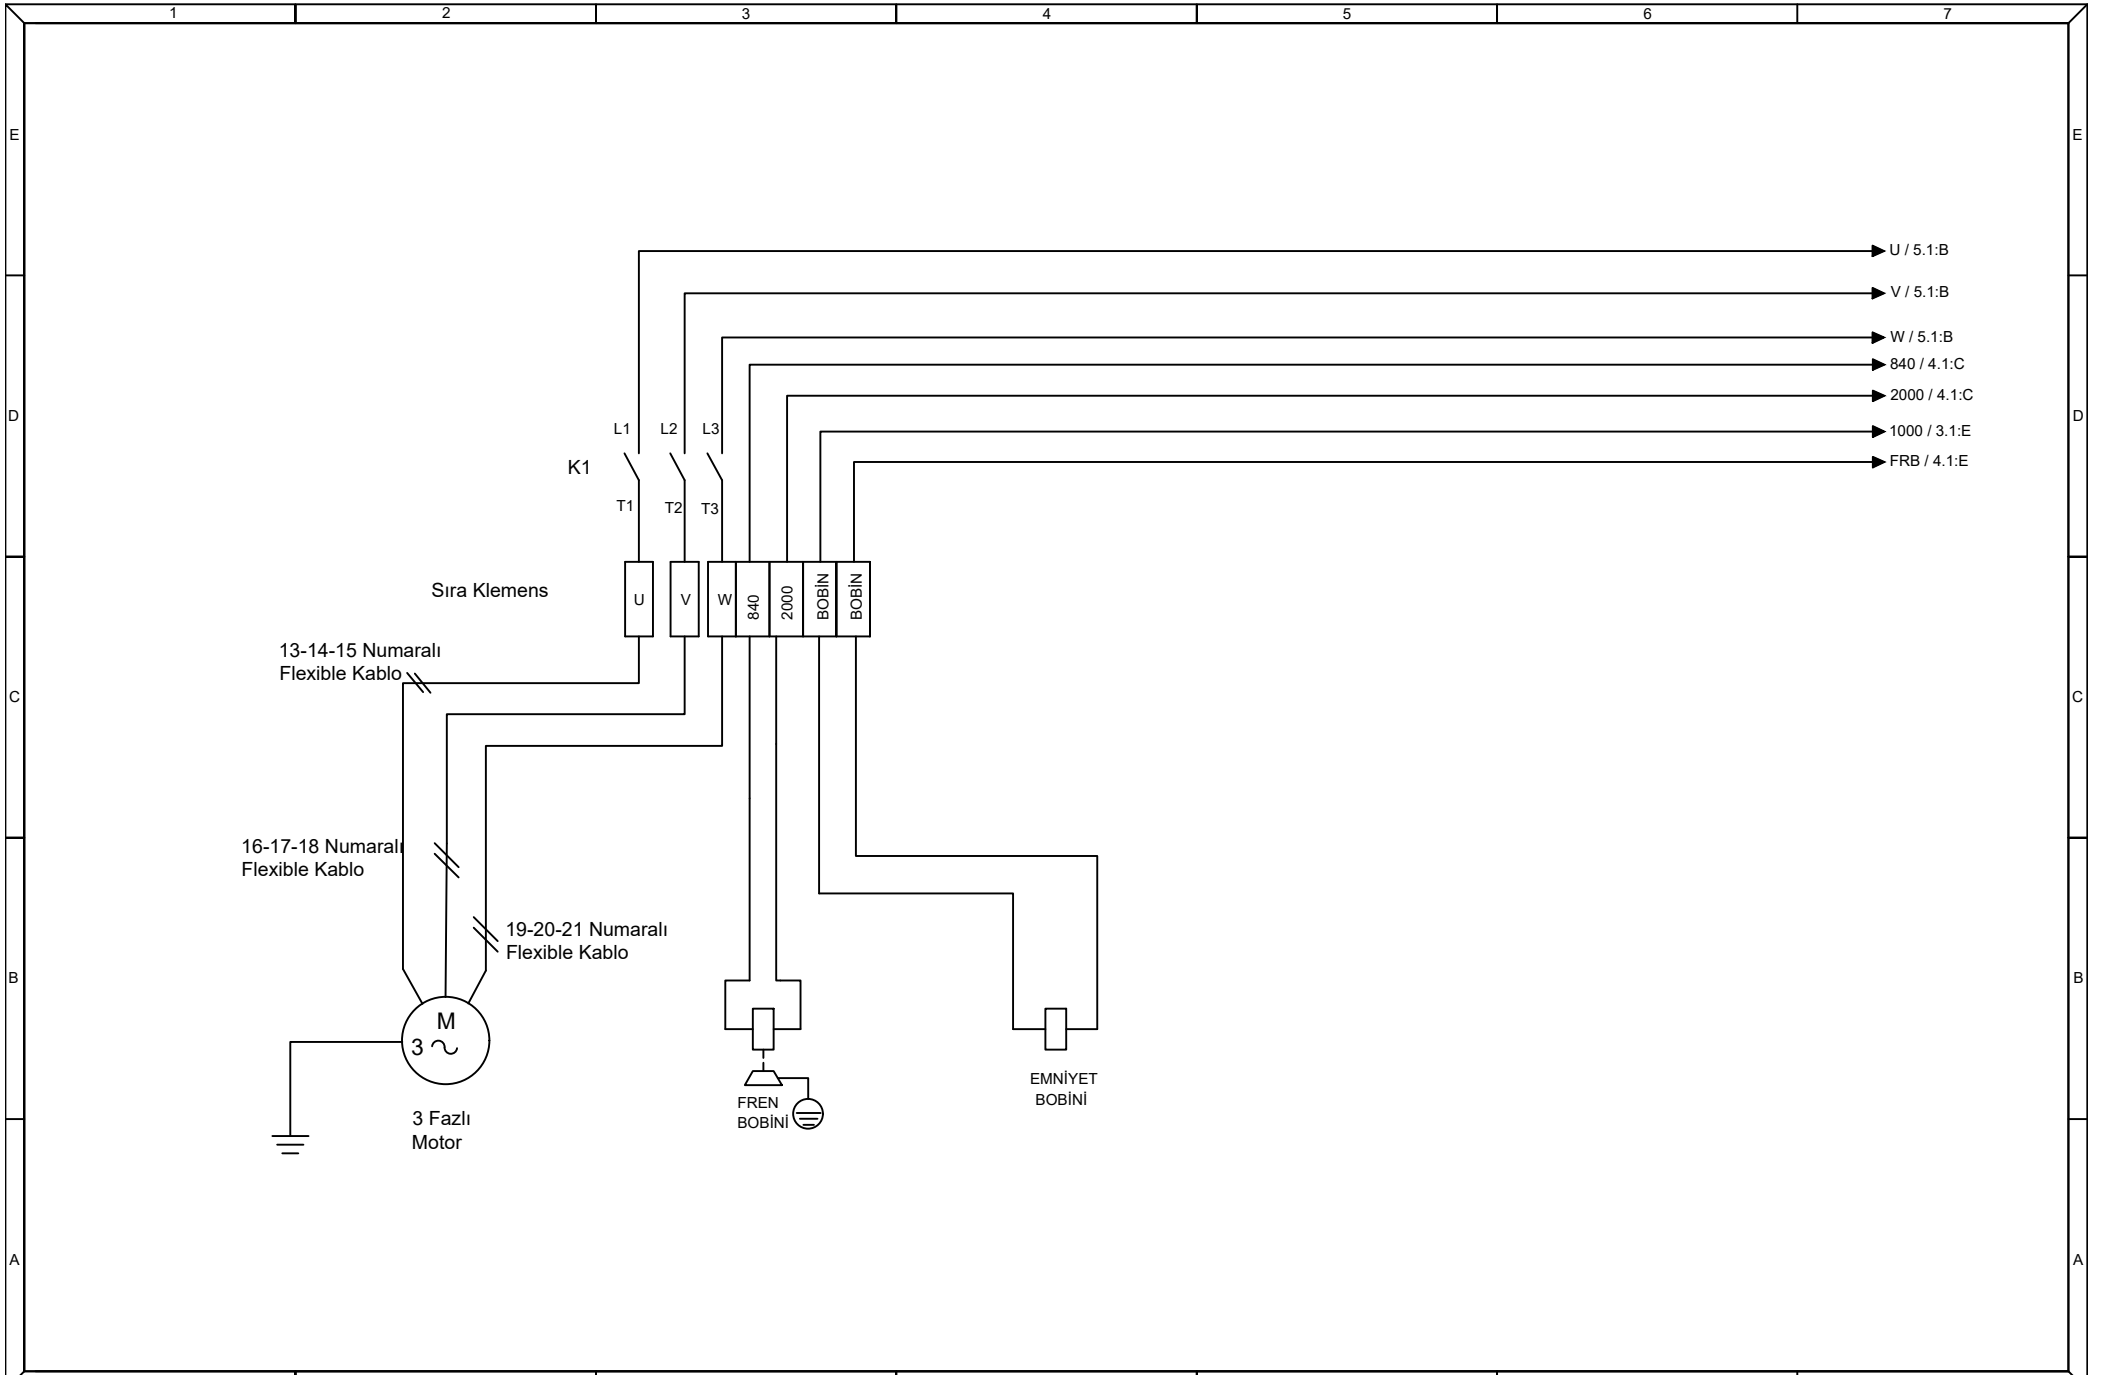 1 2 3 4 5 6 7
E E
U / 5.1:B
V / 5.1:B
W / 5.1:B
840 / 4.1:C
2000 / 4.1:C
D D
L1 L2 L3
1000 / 3.1:E
FRB / 4.1:E
K1
T1 T2 T3
Sıra Klemens
U V W 840 2000 BOBİN BOBİN
13-14-15 Numaralı
Flexible Kablo
C C
16-17-18 Numaralı
Flexible Kablo
19-20-21 Numaralı
Flexible Kablo
B B
M
3
3 Fazlı
Motor
FREN
BOBİNİ
EMNİYET
BOBİNİ
A A